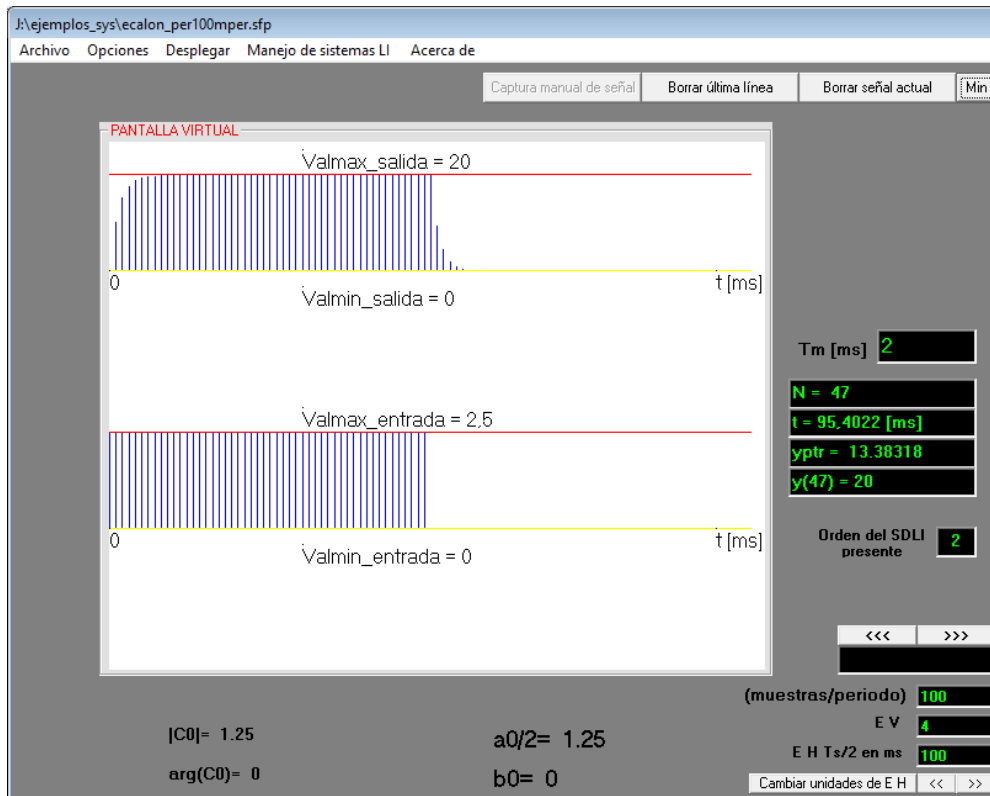 J:\ejemplos_sys\ecalon_per100mper.sfp
Archivo Opciones Desplegar Manejo de sistemas LI Acerca de
Captura manual de señal Borrar última línea Borrar señal actual Min
PANTALLA VIRTUAL
Valmax_salida = 20
0 t [ms]
Valmin_salida = 0
Tm [ms] 2
N = 47
t = 95,4022 [ms]
yptr = 13.38318
y(47) = 20
Valmax_entrada = 2,5
0 t [ms]
Valmin_entrada = 0
Orden del SDLI
presente 2
<<< >>>
(muestras/periodo) 100
E V 4
E H Ts/2 en ms 100
Cambiar unidades de E H << >>
|C0|= 1.25 a0/2= 1.25
arg(C0)= 0 b0= 0